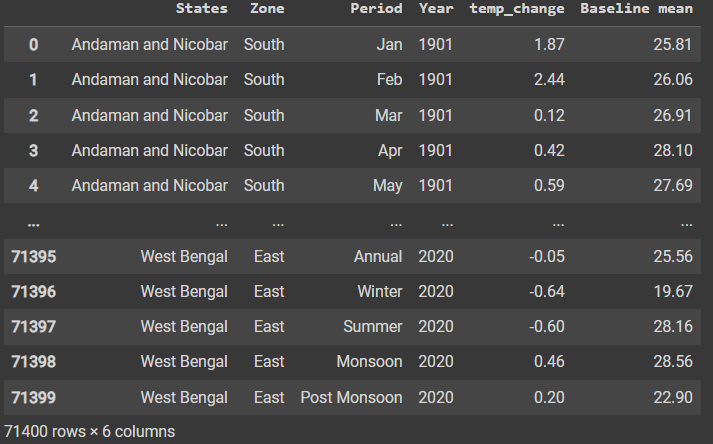 States Zone Period Year temp_change Baseline mean
0 Andaman and Nicobar South Jan 1901 1.87 25.81
1 Andaman and Nicobar South Feb 1901 2.44 26.06
2 Andaman and Nicobar South Mar 1901 0.12 26.91
3 Andaman and Nicobar South Apr 1901 0.42 28.10
4 Andaman and Nicobar South May 1901 0.59 27.69
... ... ... ... ... ... ...
71395 West Bengal East Annual 2020 -0.05 25.56
71396 West Bengal East Winter 2020 -0.64 19.67
71397 West Bengal East Summer 2020 -0.60 28.16
71398 West Bengal East Monsoon 2020 0.46 28.56
71399 West Bengal East Post Monsoon 2020 0.20 22.90
71400 rows × 6 columns